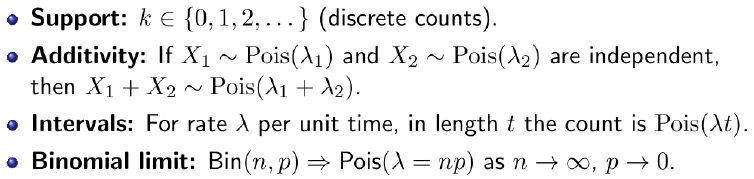 • Support: k ∈ {0, 1, 2, . . . } (discrete counts).
• Additivity: If X₁ ∼ Pois(λ₁) and X₂ ∼ Pois(λ₂) are independent,
then X₁ + X₂ ∼ Pois(λ₁ + λ₂).
• Intervals: For rate λ per unit time, in length t the count is Pois(λt).
• Binomial limit: Bin(n, p) ⇒ Pois(λ = np) as n → ∞, p → 0.